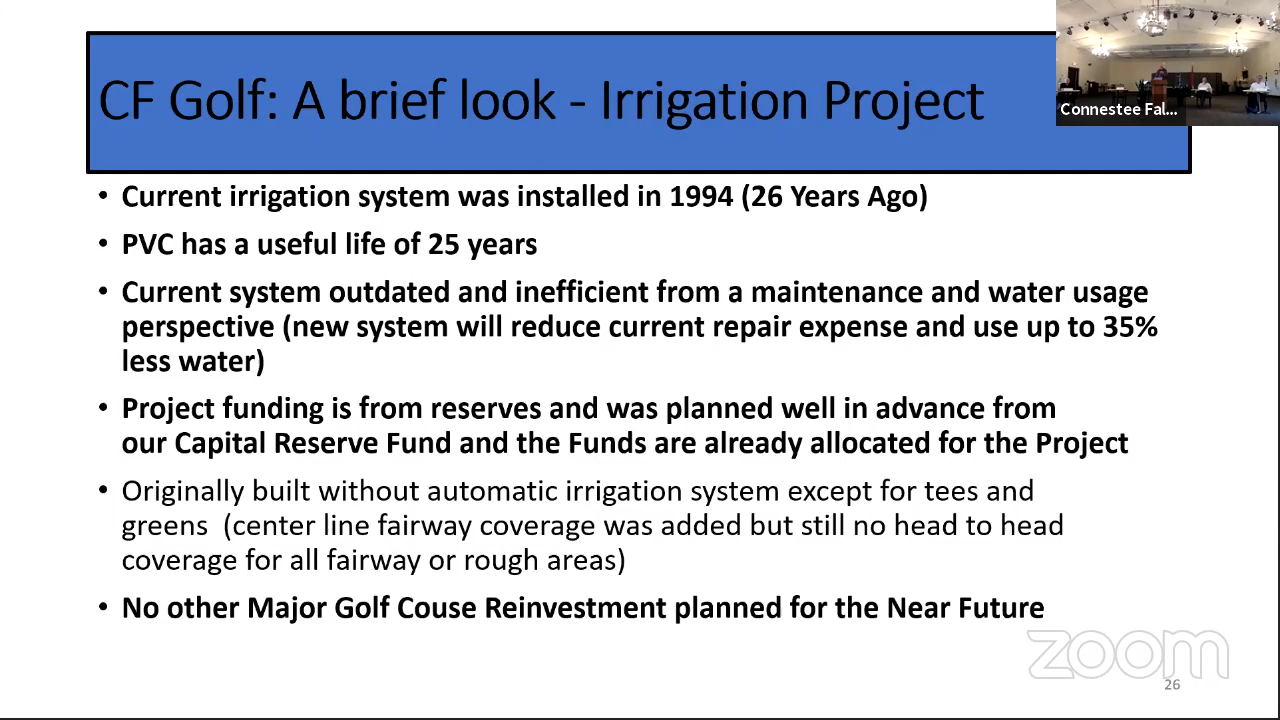 CF Golf: A brief look - Irrigation Project
Connestee Fal...
• Current irrigation system was installed in 1994 (26 Years Ago)
• PVC has a useful life of 25 years
• Current system outdated and inefficient from a maintenance and water usage
perspective (new system will reduce current repair expense and use up to 35%
less water)
• Project funding is from reserves and was planned well in advance from
our Capital Reserve Fund and the Funds are already allocated for the Project
• Originally built without automatic irrigation system except for tees and
greens (center line fairway coverage was added but still no head to head
coverage for all fairway or rough areas)
• No other Major Golf Couse Reinvestment planned for the Near Future
zoom
26